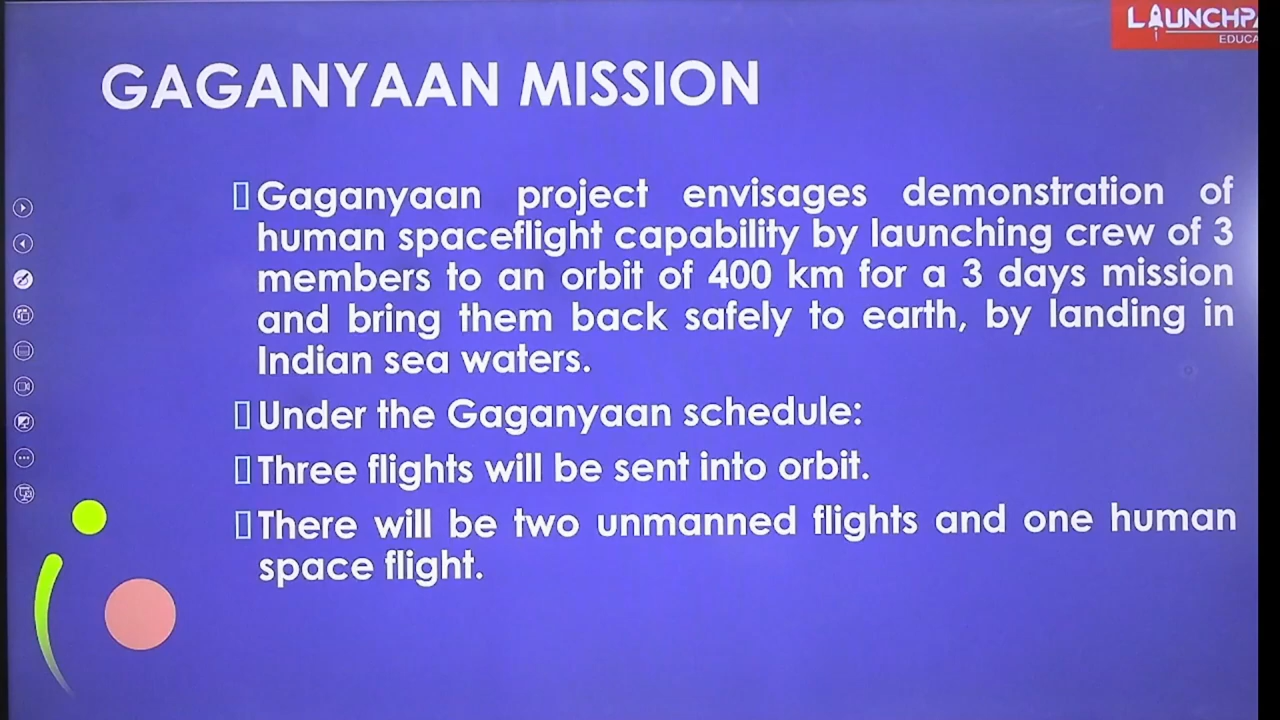 LAUNCHPA
EDUCA
GAGANYAAN MISSION
Gaganyaan project envisages demonstration of
human spaceflight capability by launching crew of 3
members to an orbit of 400 km for a 3 days mission
and bring them back safely to earth, by landing in
Indian sea waters.
Under the Gaganyaan schedule:
Three flights will be sent into orbit.
There will be two unmanned flights and one human
space flight.